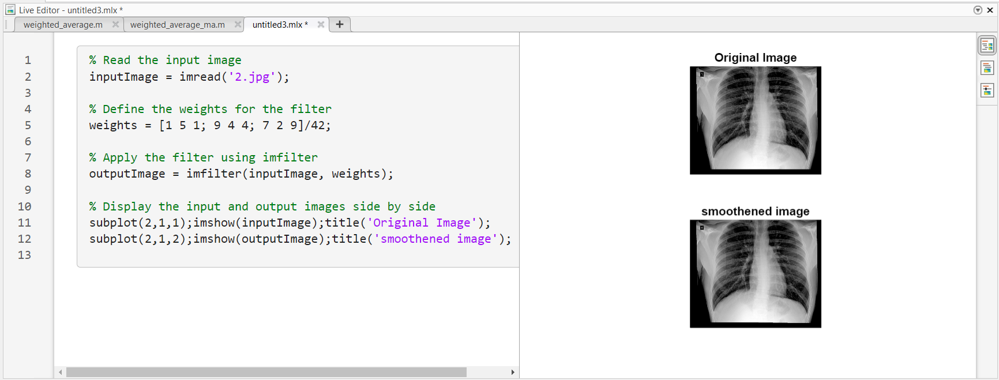 Live Editor - untitled3.mlx *
weighted_average.m weighted_average_ma.m untitled3.mlx *
1 % Read the input image
2 inputImage = imread('2.jpg');
3
4 % Define the weights for the filter
5 weights = [1 5 1; 9 4 4; 7 2 9]/42;
6
7 % Apply the filter using imfilter
8 outputImage = imfilter(inputImage, weights);
9
10 % Display the input and output images side by side
11 subplot(2,1,1);imshow(inputImage);title('Original Image');
12 subplot(2,1,2);imshow(outputImage);title('smoothened image');
13
Original Image
smoothened image